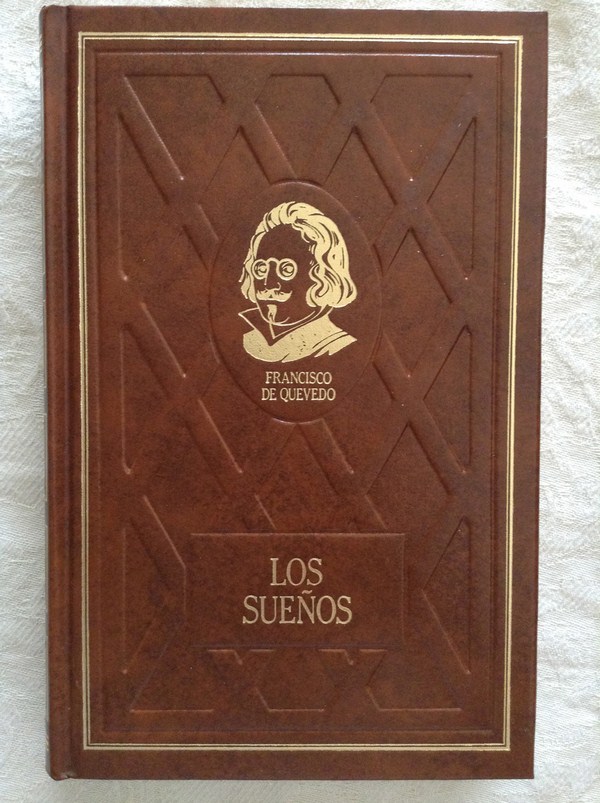 FRANCISCO
DE QUEVEDO
LOS
SUEÑOS